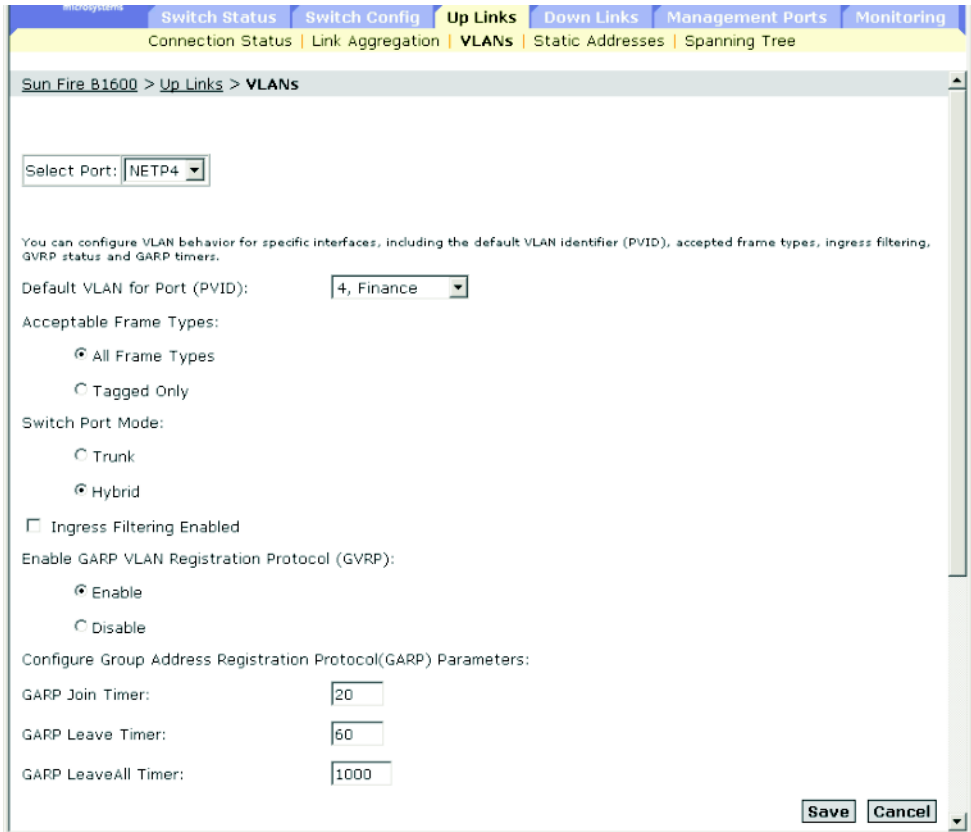 microsystems
Switch Status Switch Config Up Links Down Links Management Ports Monitoring
Connection Status | Link Aggregation | VLANs | Static Addresses | Spanning Tree
Sun Fire B1600 > Up Links > VLANs
Select Port: NETP4
You can configure VLAN behavior for specific interfaces, including the default VLAN identifier (PVID), accepted frame types, ingress filtering,
GVRP status and GARP timers.
Default VLAN for Port (PVID): 4, Finance
Acceptable Frame Types:
All Frame Types
Tagged Only
Switch Port Mode:
Trunk
Hybrid
Ingress Filtering Enabled
Enable GARP VLAN Registration Protocol (GVRP):
Enable
Disable
Configure Group Address Registration Protocol(GARP) Parameters:
GARP Join Timer: 20
GARP Leave Timer: 60
GARP LeaveAll Timer: 1000
Save Cancel